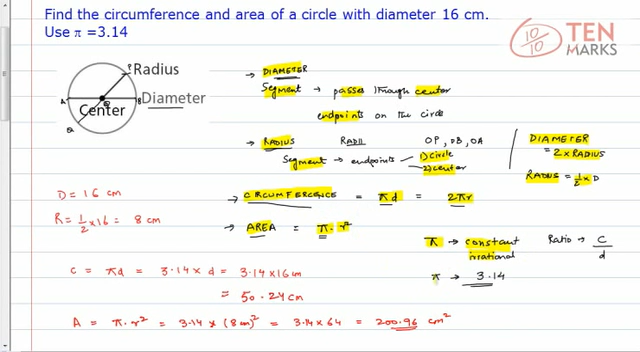 Find the circumference and area of a circle with diameter 16 cm.
Use π =3.14
10/10 TEN MARKS
P Radius
A B Diameter
O
Center
Q
→ DIAMETER
Segment → passes through center
endpoints on the circle
→ RADIUS RADII OP, OB, OA
Segment → endpoints 1) circle
2) center
DIAMETER
= 2 x RADIUS
RADIUS = 1/2 x D
D = 16 cm
R = 1/2 x 16 = 8 cm
→ CIRCUMFERENCE = πd = 2πr
→ AREA = π. r²
π → constant
irrational
Ratio → C/d
π → 3.14
C = πd = 3.14 x d = 3.14 x 16 cm
= 50.24 cm
A = π. r² = 3.14 x (8 cm)² = 3.14 x 64 = 200.96 cm²